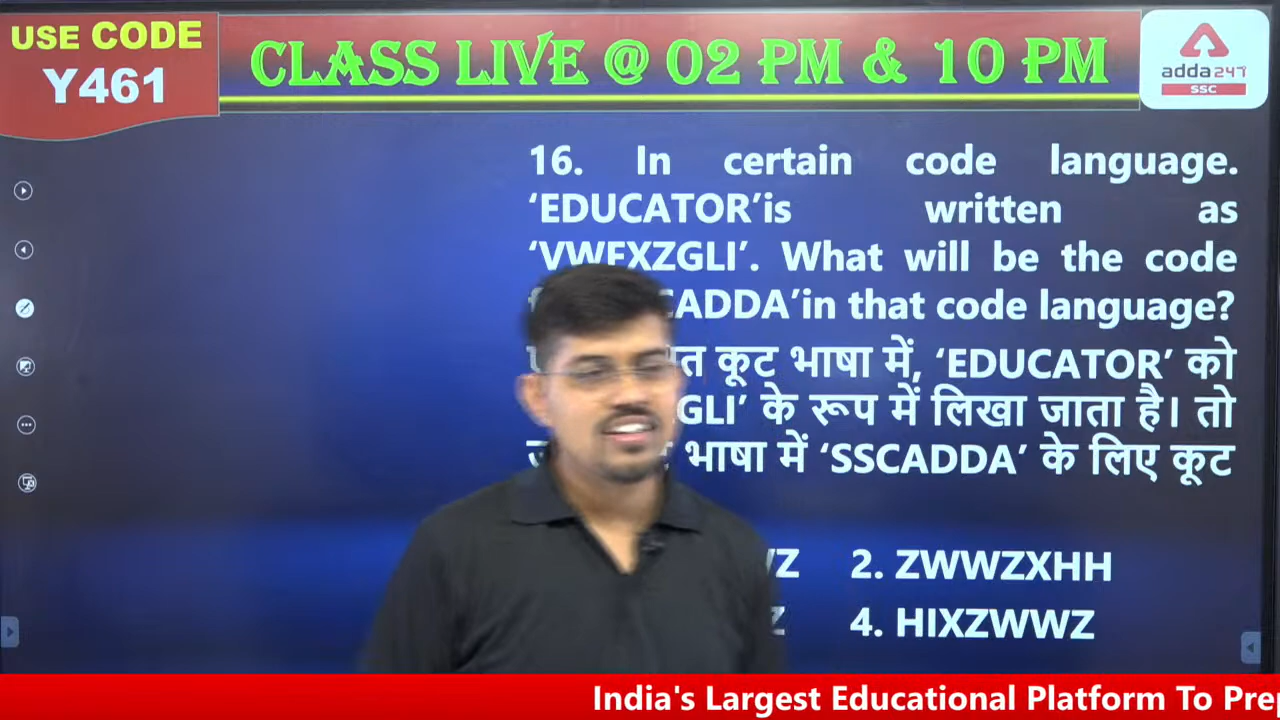 USE CODE
Y461
CLASS LIVE @ 02 PM & 10 PM
adda247
SSC
16. In certain code language.
‘EDUCATOR’is written as
‘VWFXZGLI’. What will be the code
CADDA’in that code language?
कूट भाषा में, ‘EDUCATOR’ को
GLI’ के रूप में लिखा जाता है। तो
भाषा में ‘SSCADDA’ के लिए कूट
Z 2. ZWWZXHH
4. HIXZWWZ
India's Largest Educational Platform To Prep